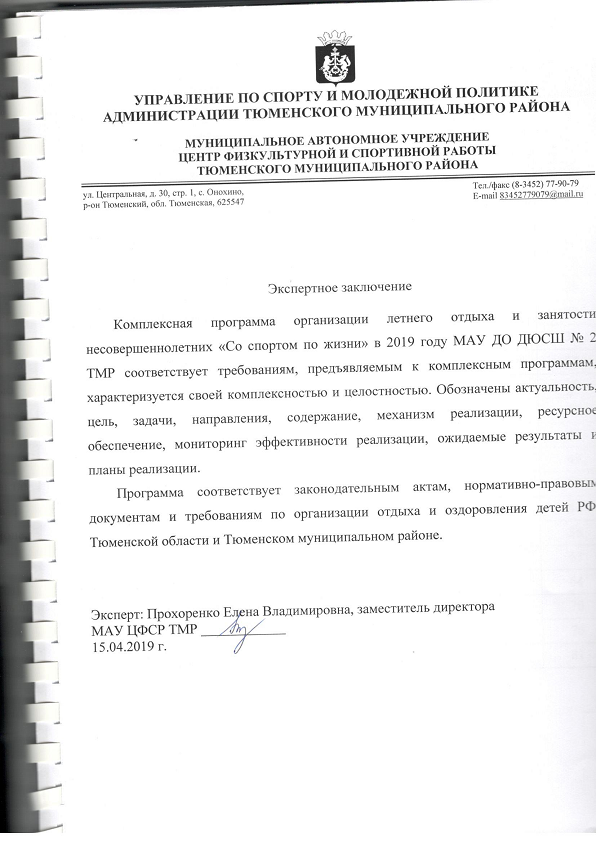 УПРАВЛЕНИЕ ПО СПОРТУ И МОЛОДЕЖНОЙ ПОЛИТИКЕ
АДМИНИСТРАЦИИ ТЮМЕНСКОГО МУНИЦИПАЛЬНОГО РАЙОНА
МУНИЦИПАЛЬНОЕ АВТОНОМНОЕ УЧРЕЖДЕНИЕ
ЦЕНТР ФИЗКУЛЬТУРНОЙ И СПОРТИВНОЙ РАБОТЫ
ТЮМЕНСКОГО МУНИЦИПАЛЬНОГО РАЙОНА
ул. Центральная, д. 30, стр. 1, с. Онохино,
р-он Тюменский, обл. Тюменская, 625547
Тел./факс (8-3452) 77-90-79
E-mail 83452779079@mail.ru
Экспертное заключение
Комплексная программа организации летнего отдыха и занятости
несовершеннолетних «Со спортом по жизни» в 2019 году МАУ ДО ДЮСШ № 2
ТМР соответствует требованиям, предъявляемым к комплексным программам,
характеризуется своей комплексностью и целостностью. Обозначены актуальность,
цель, задачи, направления, содержание, механизм реализации, ресурсное
обеспечение, мониторинг эффективности реализации, ожидаемые результаты и
планы реализации.
Программа соответствует законодательным актам, нормативно-правовым
документам и требованиям по организации отдыха и оздоровления детей РФ,
Тюменской области и Тюменском муниципальном районе.
Эксперт: Прохоренко Елена Владимировна, заместитель директора
МАУ ЦФСР ТМР ____________
15.04.2019 г.